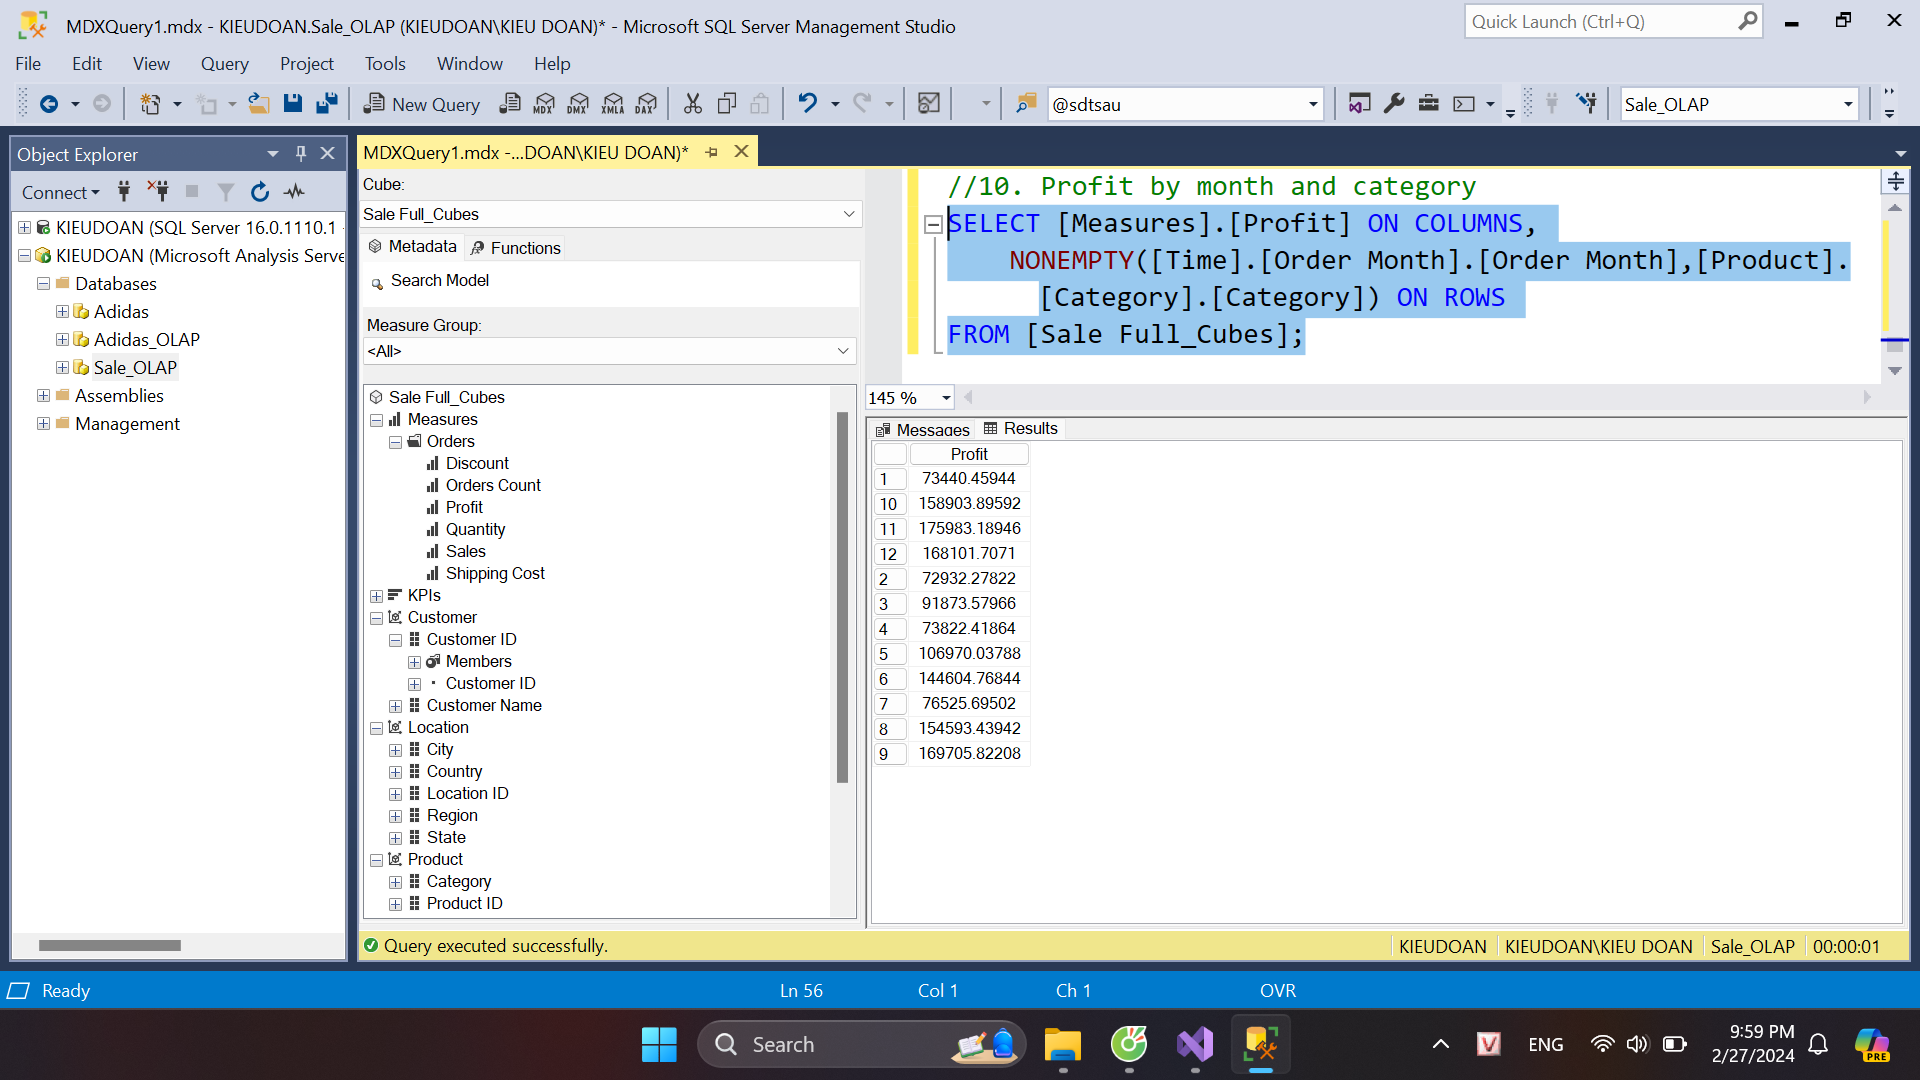 MDXQuery1.mdx - KIEUDOAN.Sale_OLAP (KIEUDOAN\KIEU DOAN)* - Microsoft SQL Server Management Studio
Quick Launch (Ctrl+Q)
File Edit View Query Project Tools Window Help
New Query
MDX DMX XMLA DAX
@sdtsau
Sale_OLAP
Object Explorer
Connect
KIEUDOAN (SQL Server 16.0.1110.1 -
KIEUDOAN (Microsoft Analysis Serve
Databases
Adidas
Adidas_OLAP
Sale_OLAP
Assemblies
Management
MDXQuery1.mdx -...DOAN\KIEU DOAN)*
Cube:
Sale Full_Cubes
Metadata
Functions
Search Model
Measure Group:
<All>
Sale Full_Cubes
Measures
Orders
Discount
Orders Count
Profit
Quantity
Sales
Shipping Cost
KPIs
Customer
Customer ID
Members
Customer ID
Customer Name
Location
City
Country
Location ID
Region
State
Product
Category
Product ID
//10. Profit by month and category
SELECT [Measures].[Profit] ON COLUMNS,
NONEMPTY([Time].[Order Month].[Order Month],[Product].
[Category].[Category]) ON ROWS
FROM [Sale Full_Cubes];
145 %
Messages
Results
Profit
1 73440.45944
10 158903.89592
11 175983.18946
12 168101.7071
2 72932.27822
3 91873.57966
4 73822.41864
5 106970.03788
6 144604.76844
7 76525.69502
8 154593.43942
9 169705.82208
Query executed successfully.
KIEUDOAN
KIEUDOAN\KIEU DOAN
Sale_OLAP
00:00:01
Ready
Ln 56
Col 1
Ch 1
OVR
Search
ENG
9:59 PM
2/27/2024
PRE